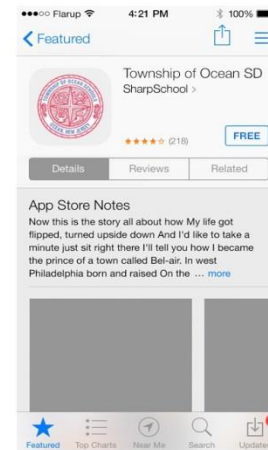 Flarup 4:21 PM 100%
Featured
Township of Ocean SD
SharpSchool >
(218) FREE
Details Reviews Related
App Store Notes
Now this is the story all about how My life got
flipped, turned upside down And I'd like to take a
minute just sit right there I'll tell you how I became
the prince of a town called Bel-air. In west
Philadelphia born and raised On the ... more
Featured Top Charts Near Me Search Update